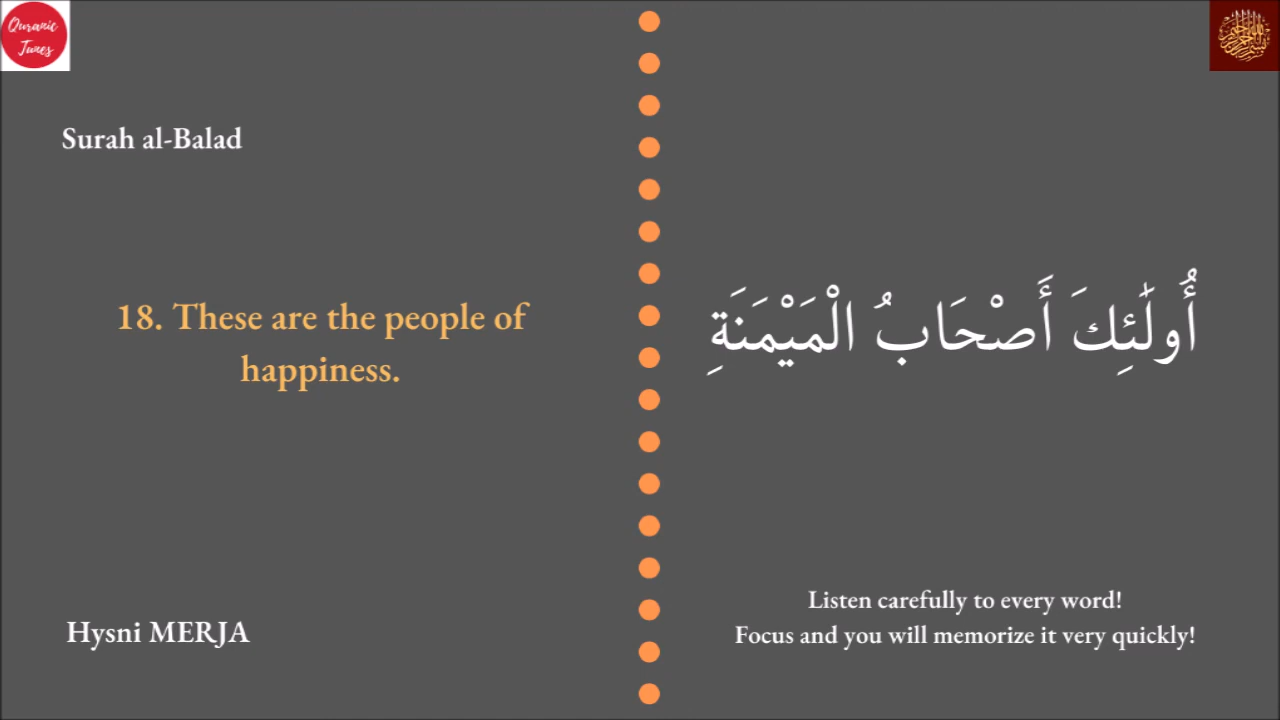 Quranic
Tunes
Surah al-Balad
18. These are the people of
happiness.
أُولَٰئِكَ أَصْحَابُ الْمَيْمَنَةِ
Hysni MERJA
Listen carefully to every word!
Focus and you will memorize it very quickly!